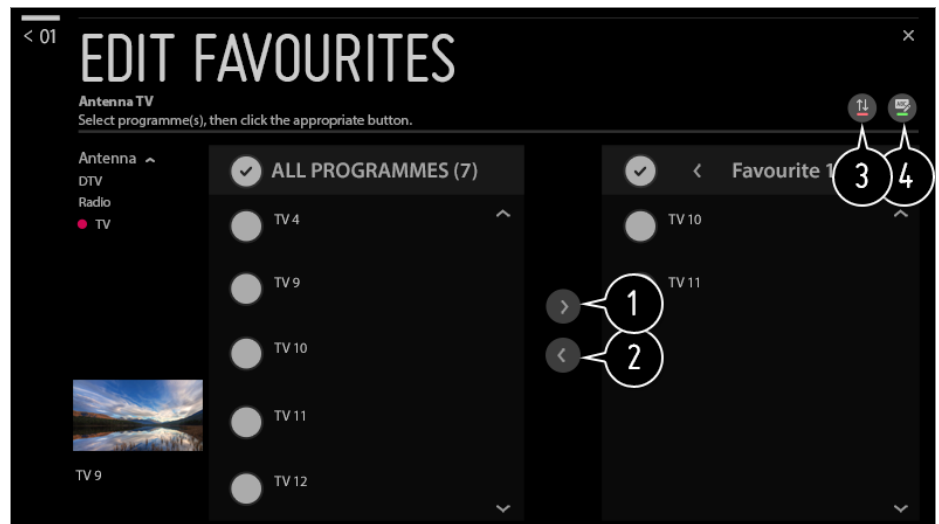 < 01
EDIT FAVOURITES
Antenna TV
Select programme(s), then click the appropriate button.
ABC
3
4
Antenna
DTV
Radio
TV
ALL PROGRAMMES (7)
TV 4
TV 9
TV 10
TV 11
TV 12
1
2
Favourite 1
TV 10
TV 11
TV 9